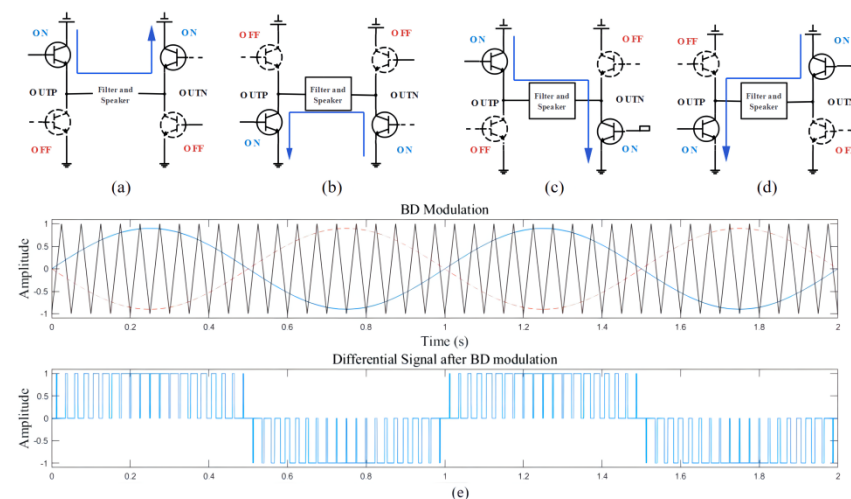 ON
ON
OUTP
Filter and
Speaker
OUTN
OFF
OFF
(a)
OFF
OFF
OUTP
Filter and
Speaker
OUTN
ON
ON
(b)
ON
OFF
OUTP
Filter and
Speaker
OUTN
OFF
ON
(c)
OFF
ON
OUTP
Filter and
Speaker
OUTN
ON
OFF
(d)
BD Modulation
Amplitude
1
0.5
0
-0.5
-1
0 0.2 0.4 0.6 0.8 1 1.2 1.4 1.6 1.8 2
Time (s)
Differential Signal after BD modulation
Amplitude
1
0.5
0
-0.5
-1
0 0.2 0.4 0.6 0.8 1 1.2 1.4 1.6 1.8 2
(e)